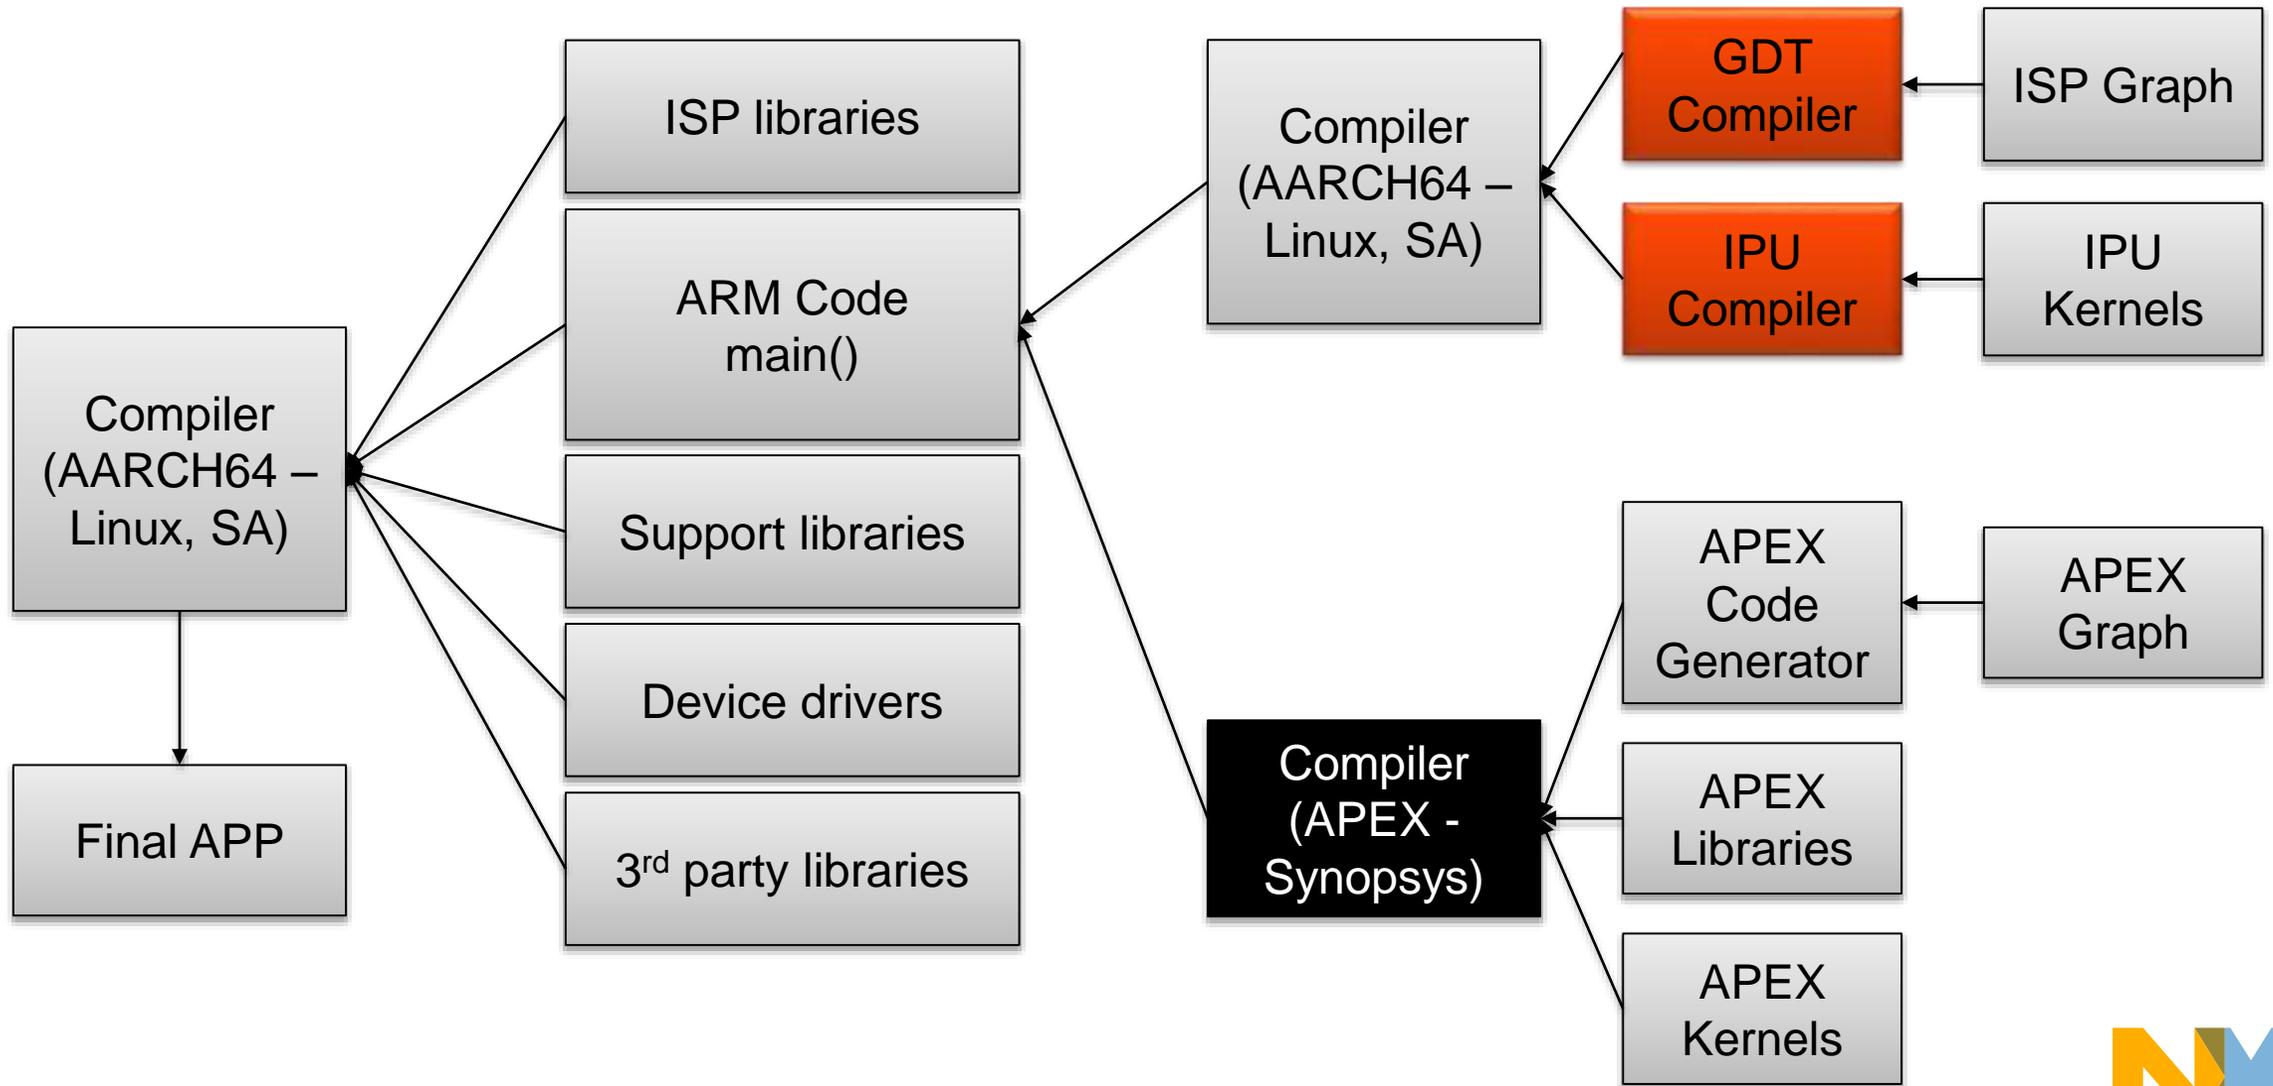 ISP libraries
ARM Code
main()
Support libraries
Device drivers
3rd party libraries
Compiler
(AARCH64 –
Linux, SA)
Final APP
Compiler
(AARCH64 –
Linux, SA)
GDT
Compiler
ISP Graph
IPU
Compiler
IPU
Kernels
Compiler
(APEX -
Synopsys)
APEX
Code
Generator
APEX
Graph
APEX
Libraries
APEX
Kernels